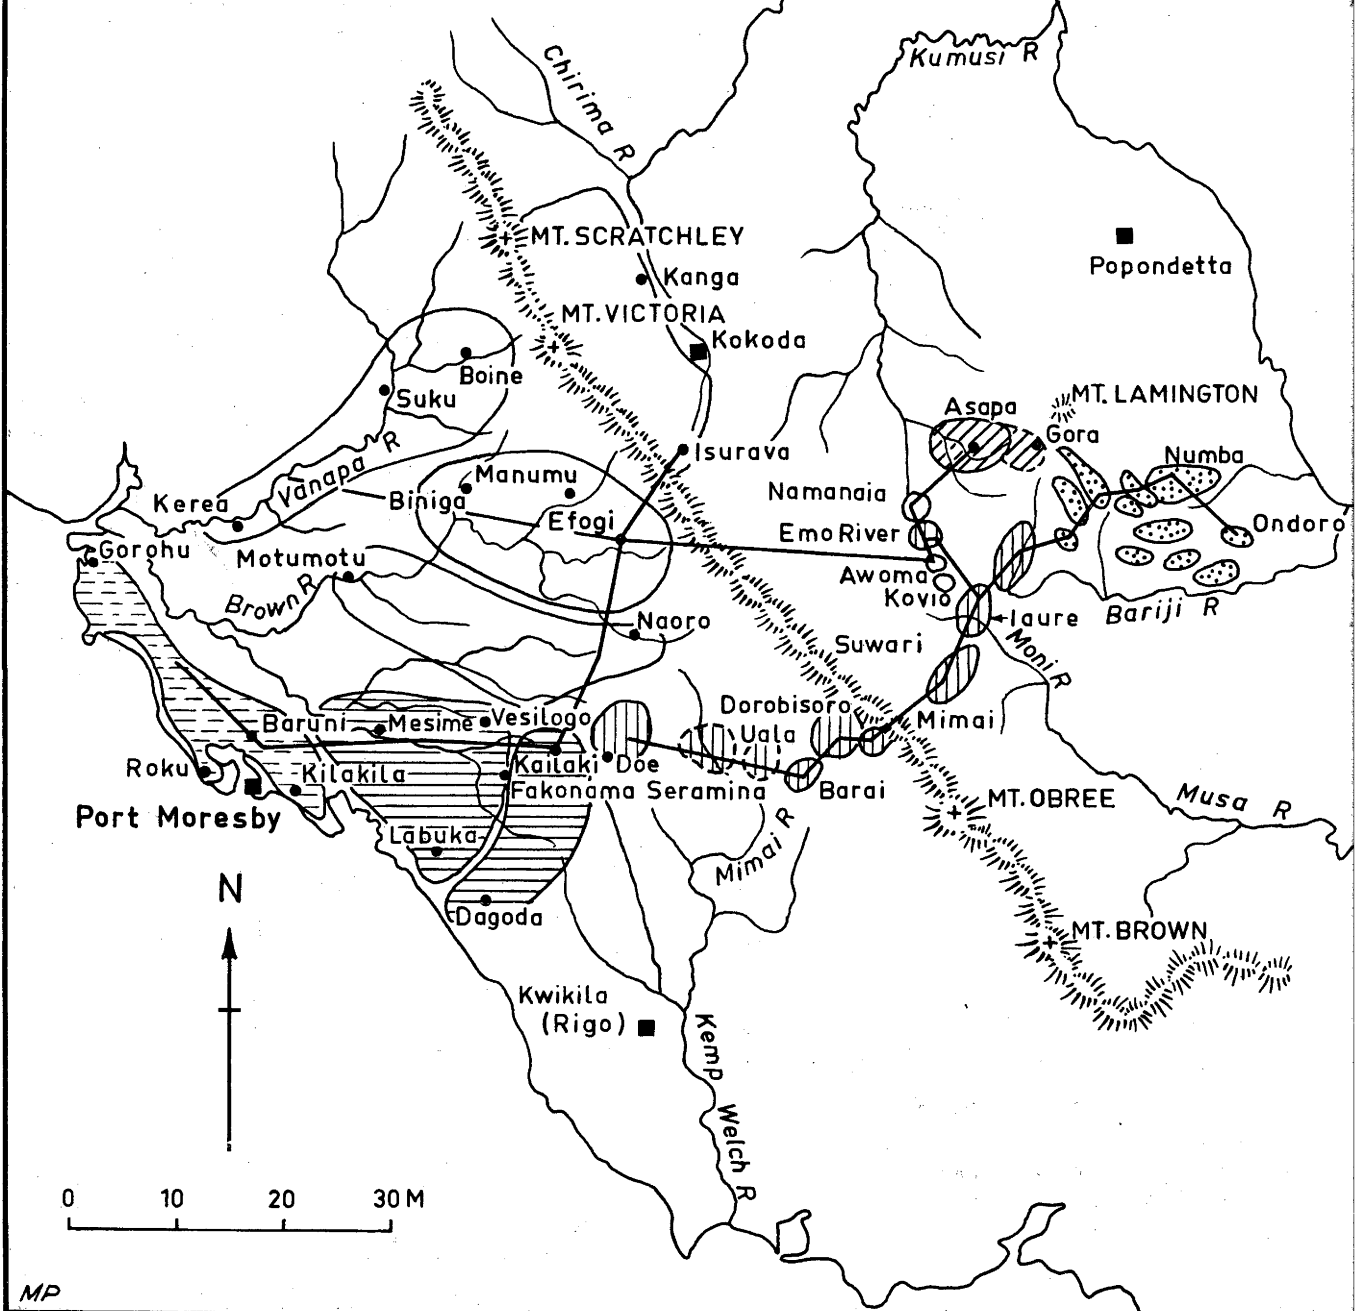 Kumusi R
Chirima R
MT. SCRATCHLEY
Popondetta
Kanga
MT. VICTORIA
Kokoda
Boine
Suku
MT. LAMINGTON
Asapa
Gora
Vanapa R
Isurava
Numba
Manumu
Biniga
Namanaia
Kerea
Efogi
Emo River
Ondoro
Gorohu
Motumotu
Awoma
Kovio
Brown R
Bariji R
Iaure
Naoro
Suwari
Moni R
Dorobisoro
Mimai
Baruni
Mesime
Vesilogo
Uala
Roku
Kilakila
Kailaki
Doe
Fakonama
Seramina
Barai
MT. OBREE
Musa R
Port Moresby
Labuka
Mimai R
N
Dagoda
MT. BROWN
Kwikila
(Rigo)
Kemp Welch R
0 10 20 30 M
MP